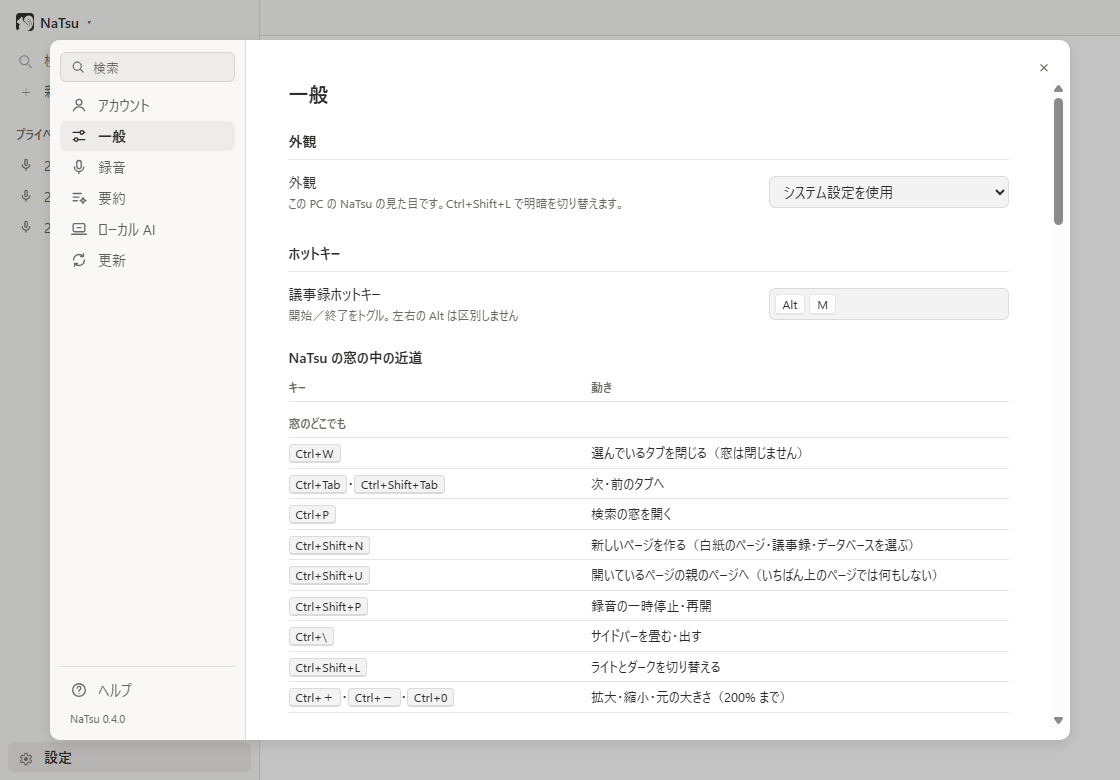 NaTsu
検索
アカウント
一般
録音
要約
ローカル AI
更新
ヘルプ
NaTsu 0.4.0
設定
一般
外観
外観
システム設定を使用
この PC の NaTsu の見た目です。Ctrl+Shift+L で明暗を切り替えます。
ホットキー
議事録ホットキー
Alt M
開始／終了をトグル。左右の Alt は区別しません
NaTsu の窓の中の近道
キー 動き
窓のどこでも
Ctrl+W 選んでいるタブを閉じる（窓は閉じません）
Ctrl+Tab・Ctrl+Shift+Tab 次・前のタブへ
Ctrl+P 検索の窓を開く
Ctrl+Shift+N 新しいページを作る（白紙のページ・議事録・データベースを選ぶ）
Ctrl+Shift+U 開いているページの親のページへ（いちばん上のページでは何もしない）
Ctrl+Shift+P 録音の一時停止・再開
Ctrl+\ サイドバーを畳む・出す
Ctrl+Shift+L ライトとダークを切り替える
Ctrl+＋・Ctrl+－・Ctrl+0 拡大・縮小・元の大きさ（200% まで）